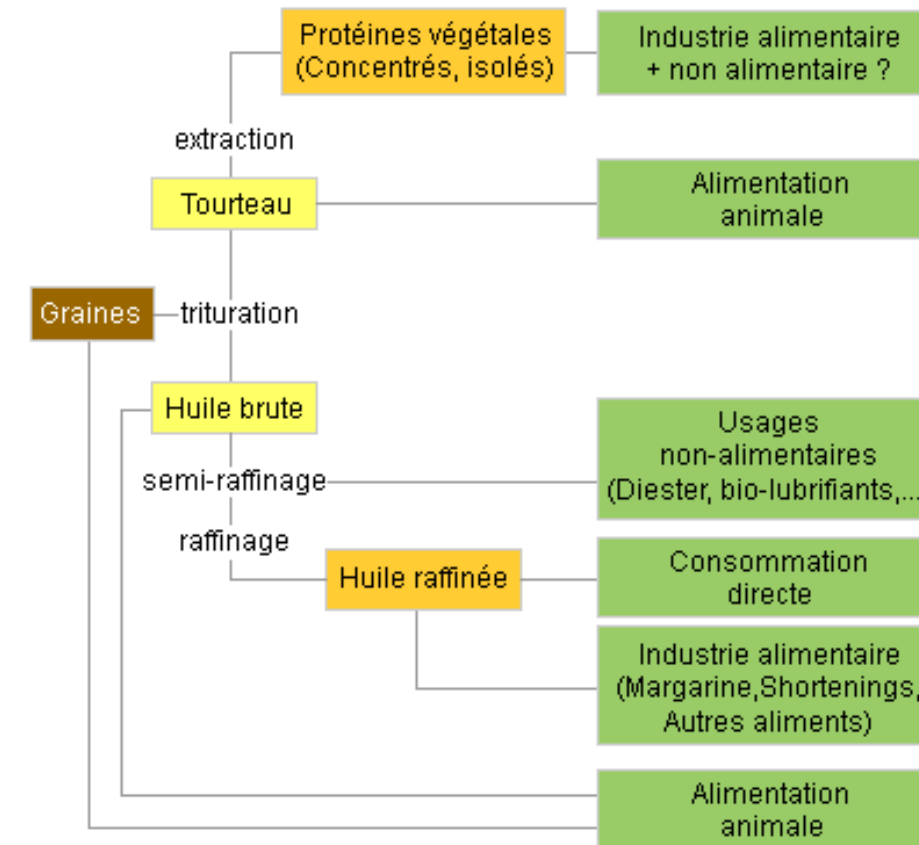 Protéines végétales
(Concentrés, isolés)
Industrie alimentaire
+ non alimentaire ?
extraction
Tourteau
Alimentation
animale
Graines
trituration
Huile brute
Usages
non-alimentaires
(Diester, bio-lubrifiants,...
semi-raffinage
raffinage
Huile raffinée
Consommation
directe
Industrie alimentaire
(Margarine,Shortenings,
Autres aliments)
Alimentation
animale